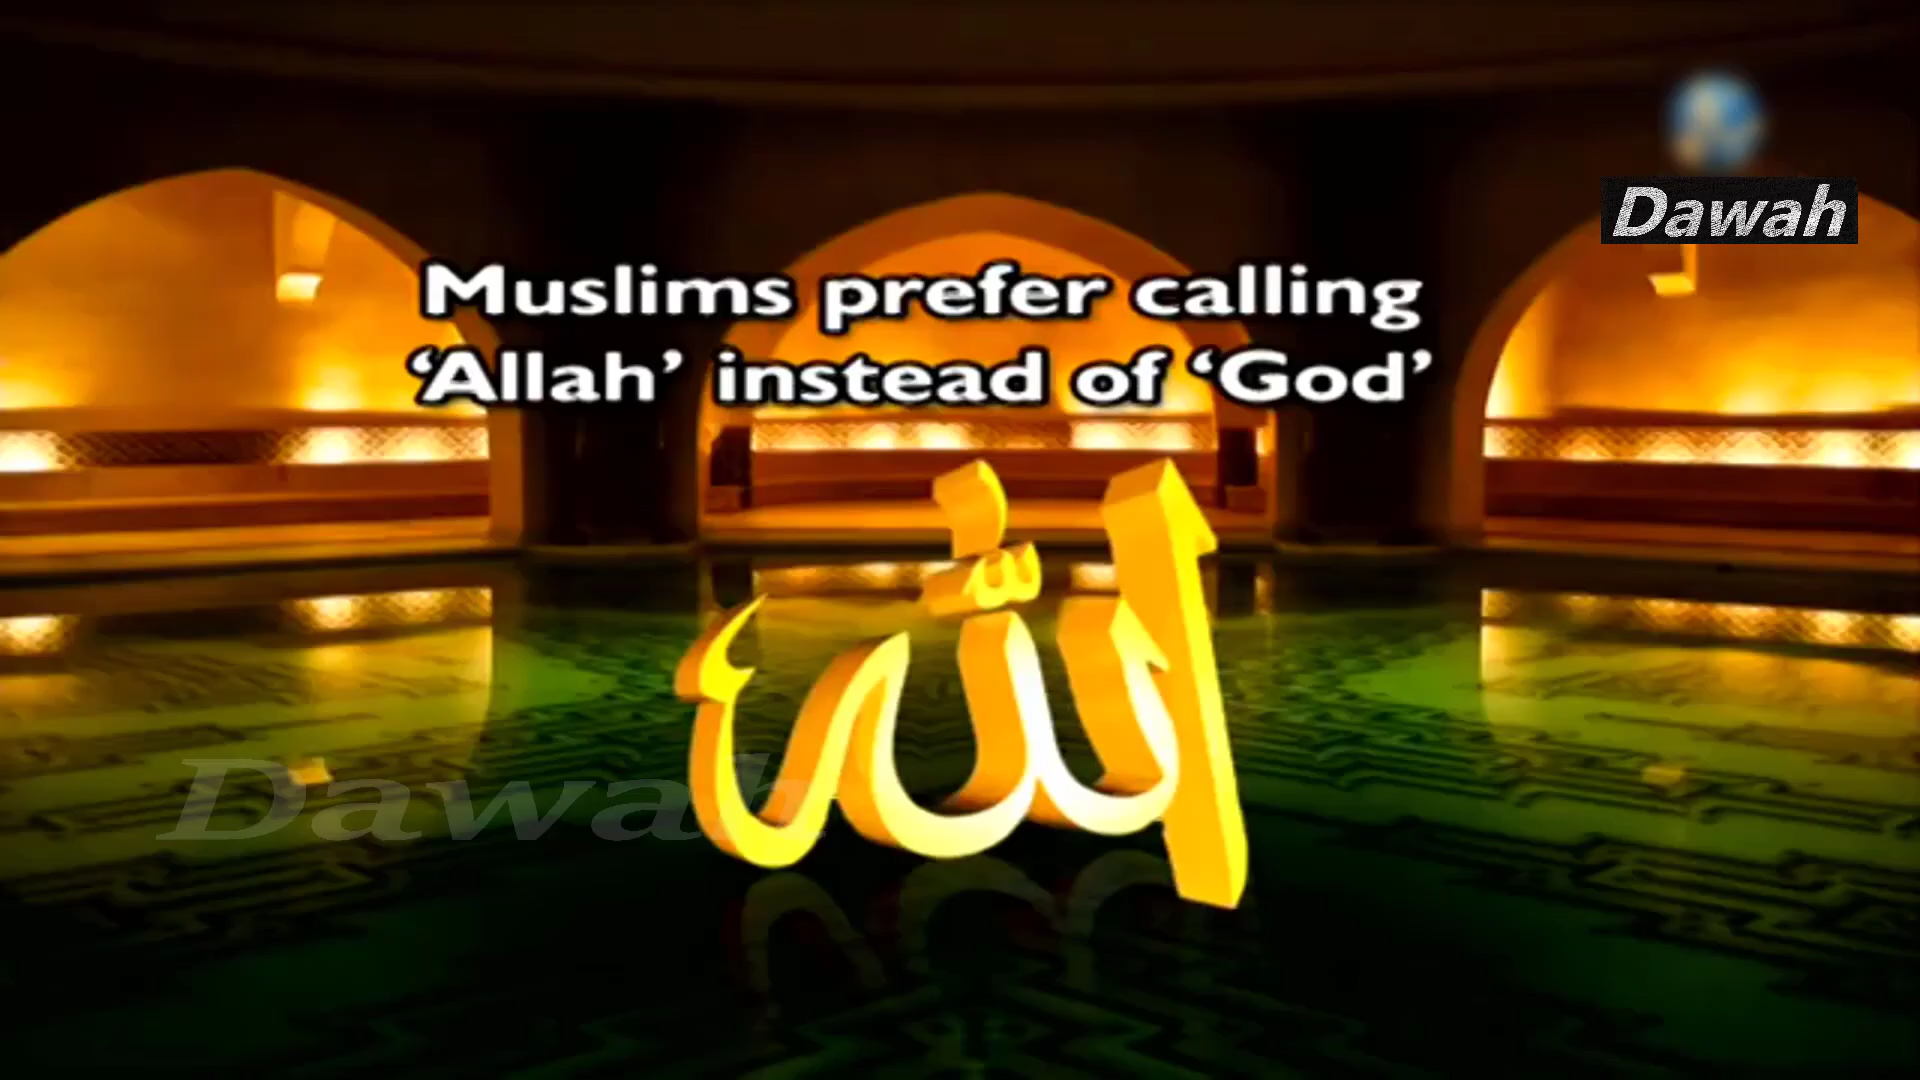 Dawah
Muslims prefer calling
‘Allah’ instead of ‘God’
الله
Dawah